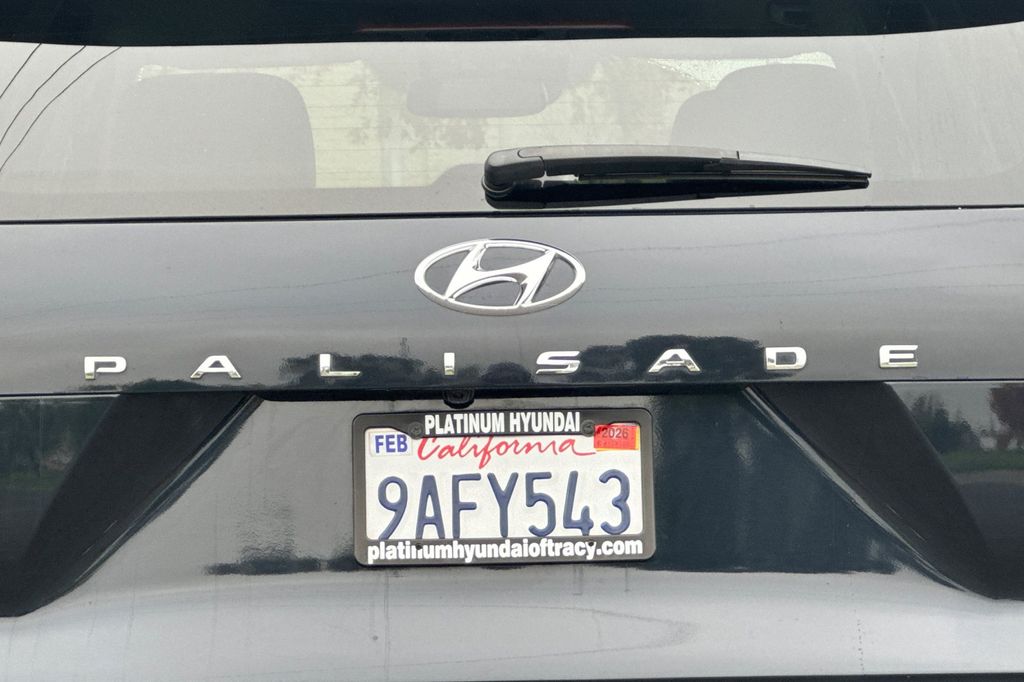 PALISADE
PLATINUM HYUNDAI
FEB California 2026
9AFY543
platinumhyundaioftracy.com